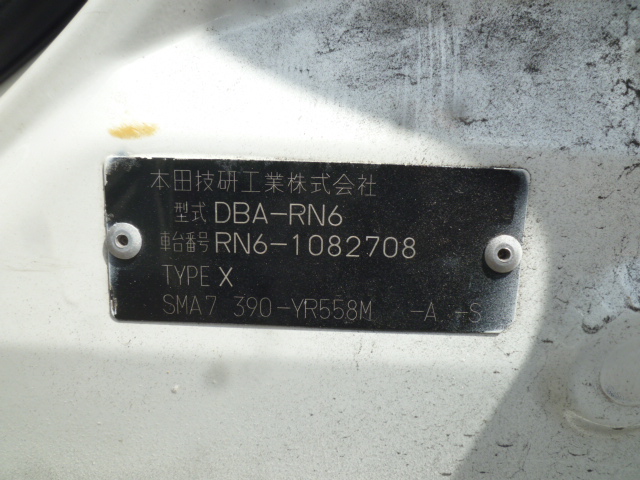 本田技研工業株式会社
型式 DBA-RN6
車台番号 RN6-1082708
TYPE X
SMA7 390-YR558M -A -S